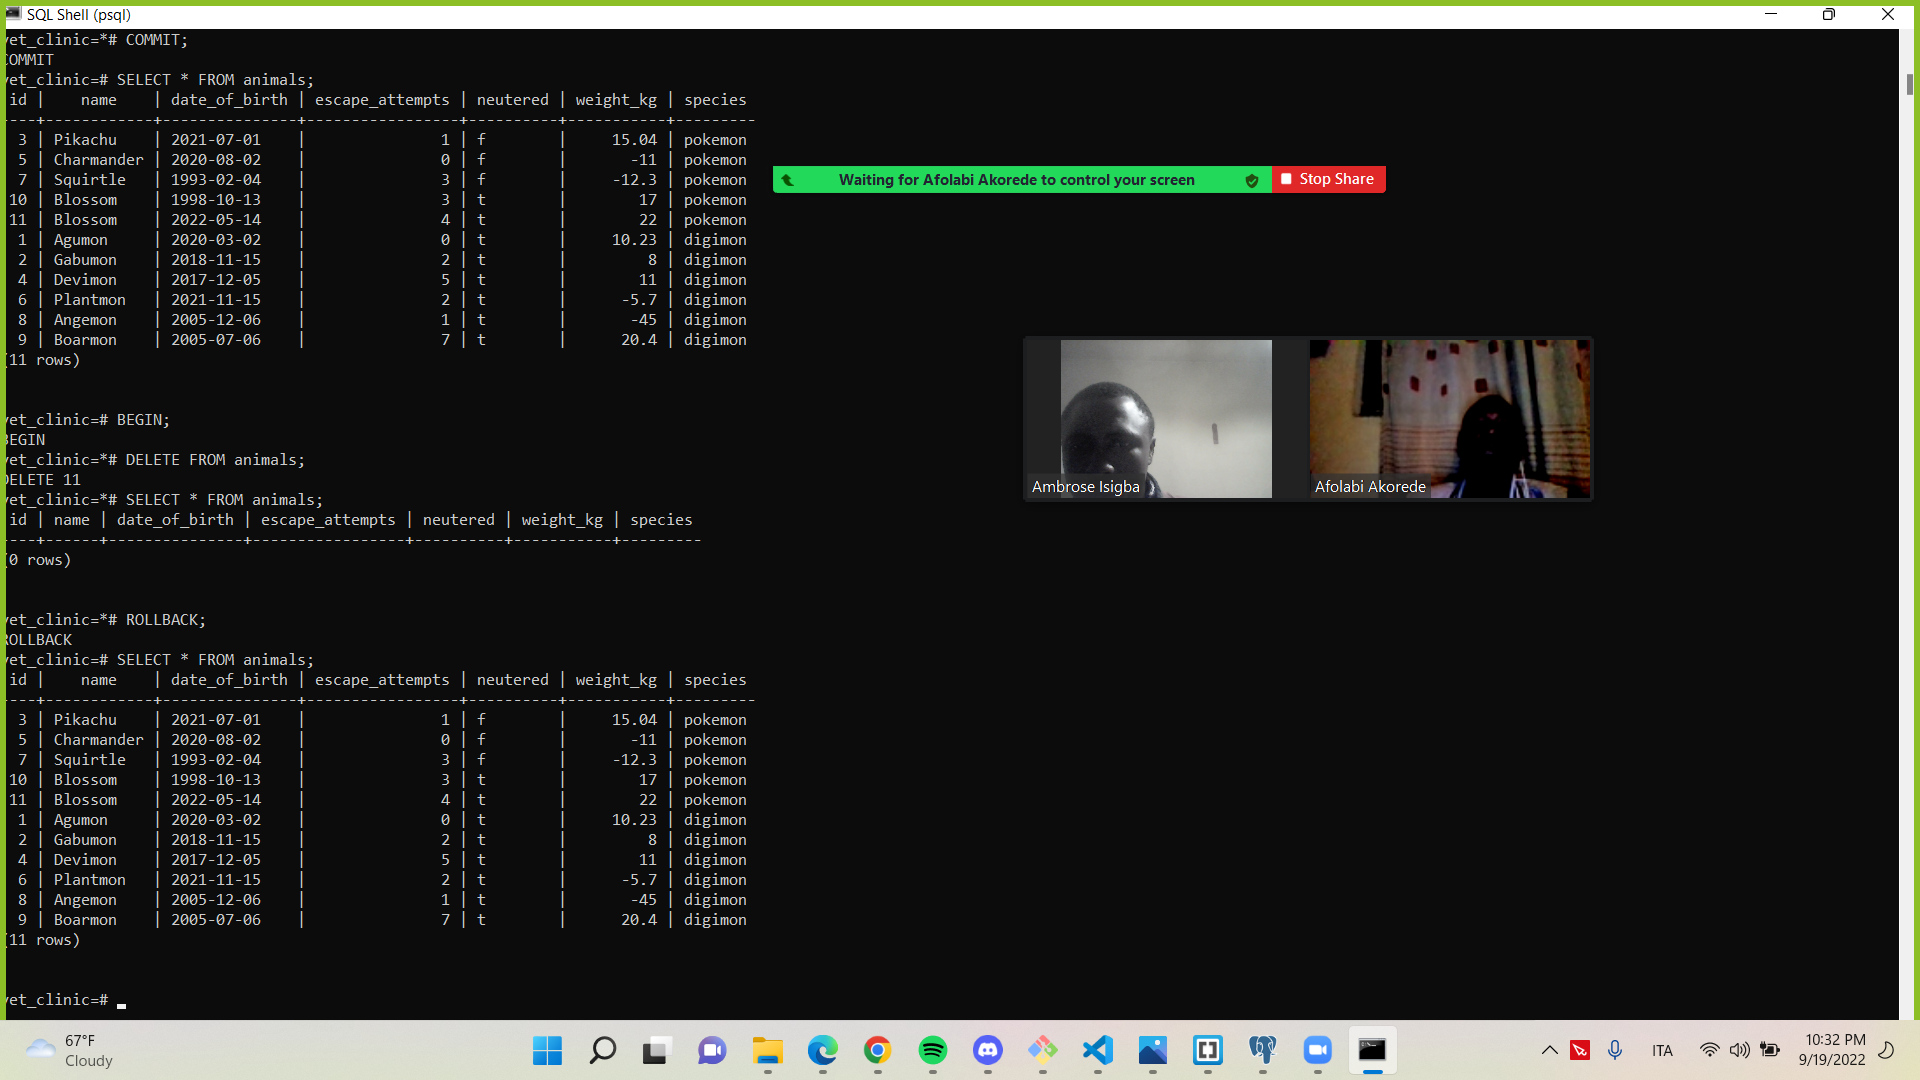 SQL Shell (psql)
vet_clinic=*# COMMIT;
COMMIT
vet_clinic=# SELECT * FROM animals;
id | name | date_of_birth | escape_attempts | neutered | weight_kg | species
----+------------+---------------+-----------------+----------+-----------+---------
3 | Pikachu | 2021-07-01 | 1 | f | 15.04 | pokemon
5 | Charmander | 2020-08-02 | 0 | f | -11 | pokemon
7 | Squirtle | 1993-02-04 | 3 | f | -12.3 | pokemon
10 | Blossom | 1998-10-13 | 3 | t | 17 | pokemon
11 | Blossom | 2022-05-14 | 4 | t | 22 | pokemon
1 | Agumon | 2020-03-02 | 0 | t | 10.23 | digimon
2 | Gabumon | 2018-11-15 | 2 | t | 8 | digimon
4 | Devimon | 2017-12-05 | 5 | t | 11 | digimon
6 | Plantmon | 2021-11-15 | 2 | t | -5.7 | digimon
8 | Angemon | 2005-12-06 | 1 | t | -45 | digimon
9 | Boarmon | 2005-07-06 | 7 | t | 20.4 | digimon
(11 rows)
vet_clinic=# BEGIN;
BEGIN
vet_clinic=*# DELETE FROM animals;
DELETE 11
vet_clinic=*# SELECT * FROM animals;
id | name | date_of_birth | escape_attempts | neutered | weight_kg | species
----+------+---------------+-----------------+----------+-----------+---------
(0 rows)
vet_clinic=*# ROLLBACK;
ROLLBACK
vet_clinic=# SELECT * FROM animals;
id | name | date_of_birth | escape_attempts | neutered | weight_kg | species
----+------------+---------------+-----------------+----------+-----------+---------
3 | Pikachu | 2021-07-01 | 1 | f | 15.04 | pokemon
5 | Charmander | 2020-08-02 | 0 | f | -11 | pokemon
7 | Squirtle | 1993-02-04 | 3 | f | -12.3 | pokemon
10 | Blossom | 1998-10-13 | 3 | t | 17 | pokemon
11 | Blossom | 2022-05-14 | 4 | t | 22 | pokemon
1 | Agumon | 2020-03-02 | 0 | t | 10.23 | digimon
2 | Gabumon | 2018-11-15 | 2 | t | 8 | digimon
4 | Devimon | 2017-12-05 | 5 | t | 11 | digimon
6 | Plantmon | 2021-11-15 | 2 | t | -5.7 | digimon
8 | Angemon | 2005-12-06 | 1 | t | -45 | digimon
9 | Boarmon | 2005-07-06 | 7 | t | 20.4 | digimon
(11 rows)
vet_clinic=#
Waiting for Afolabi Akorede to control your screen
Stop Share
Ambrose Isigba
Afolabi Akorede
67°F
Cloudy
ITA
10:32 PM
9/19/2022